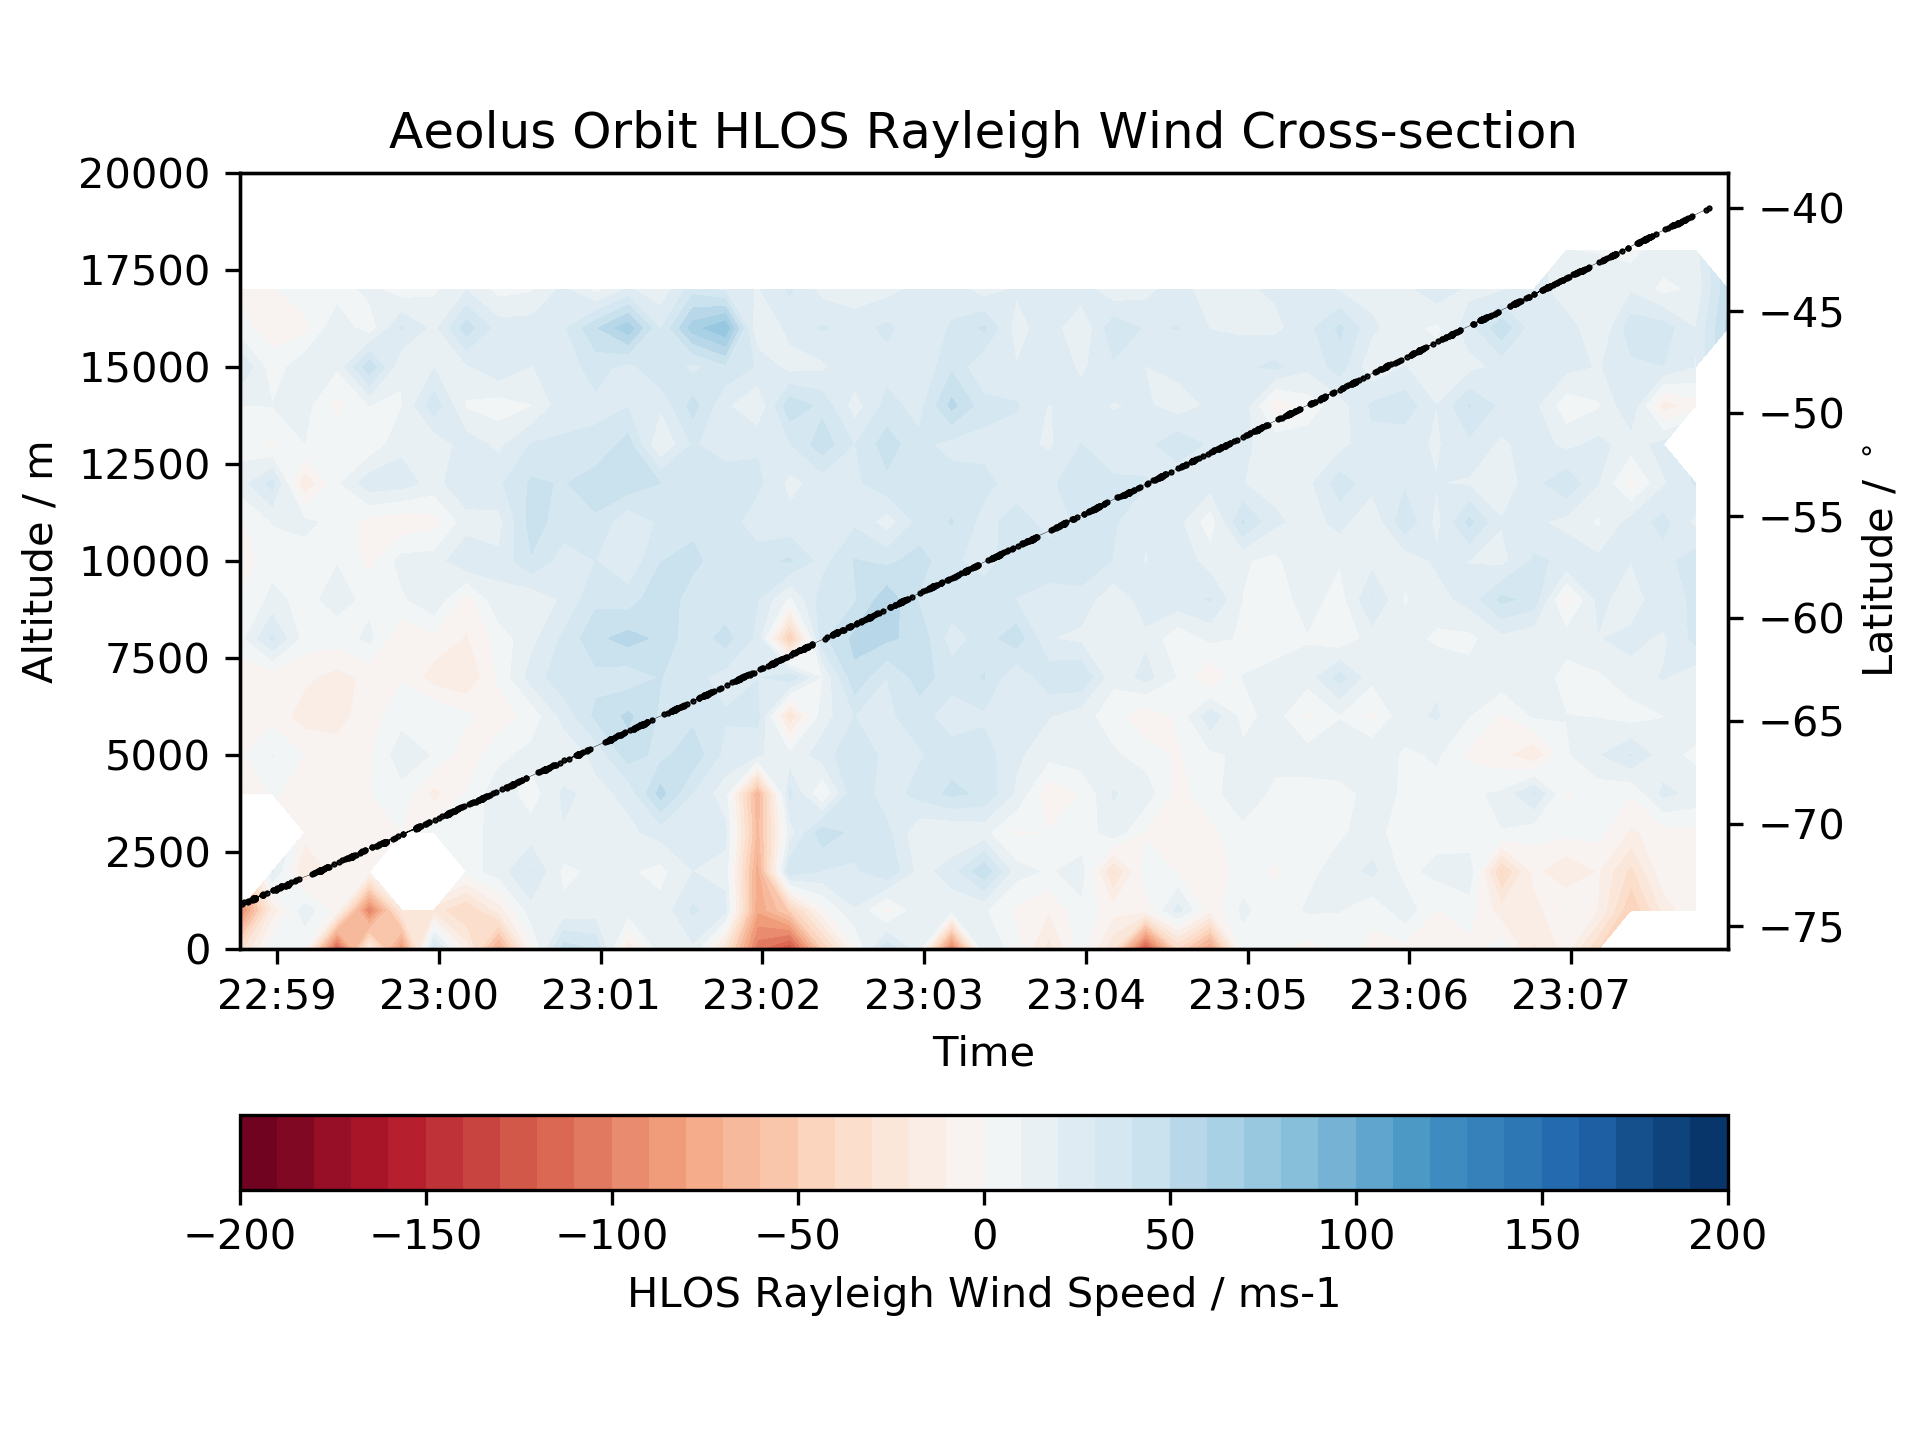 Aeolus Orbit HLOS Rayleigh Wind Cross-section
20000
17500
15000
12500
10000
7500
5000
2500
0
Altitude / m
−40
−45
−50
−55
−60
−65
−70
−75
Latitude / °
22:59 23:00 23:01 23:02 23:03 23:04 23:05 23:06 23:07
Time
−200 −150 −100 −50 0 50 100 150 200
HLOS Rayleigh Wind Speed / ms-1